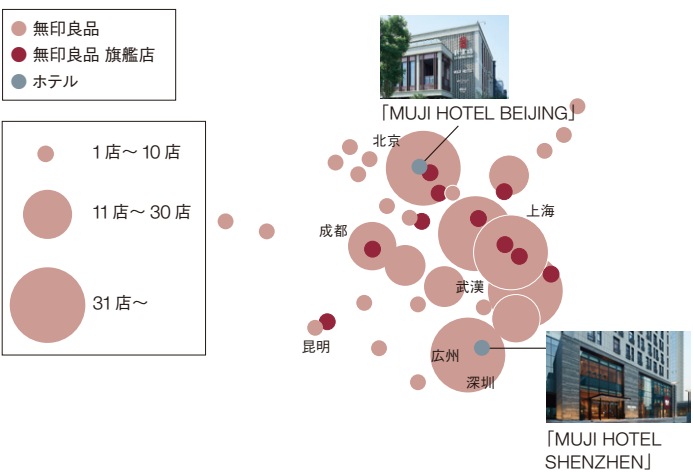 無印良品
無印良品 旗艦店
ホテル
1店〜10店
11店〜30店
31店〜
「MUJI HOTEL BEIJING」
北京
上海
成都
武漢
昆明
広州
深圳
「MUJI HOTEL
SHENZHEN」